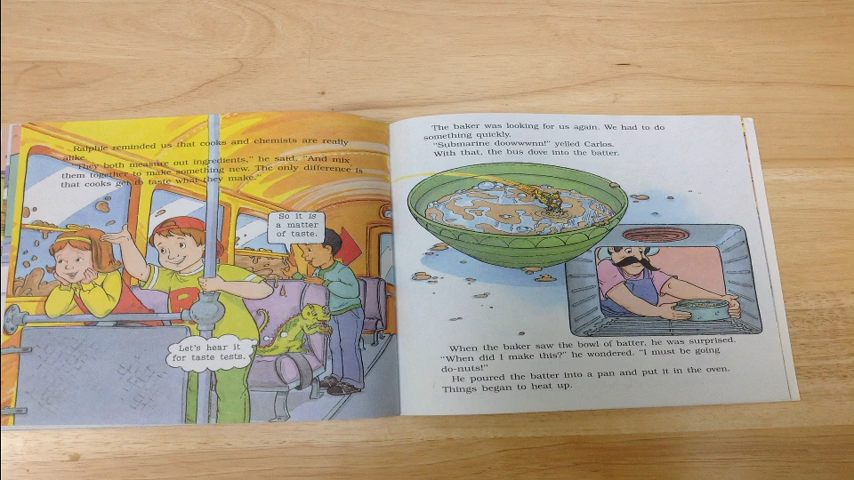 Ralphie reminded us that cooks and chemists are really
alike.
"They both measure out ingredients," he said, "And mix
them together to make something new. The only difference is
that cooks get to taste what they make."
So it is
a matter
of taste.
Let's hear it
for taste tests.
The baker was looking for us again. We had to do
something quickly.
"Submarine doowwwnn!" yelled Carlos.
With that, the bus dove into the batter.
When the baker saw the bowl of batter, he was surprised.
"When did I make this?" he wondered. "I must be going
do-nuts!"
He poured the batter into a pan and put it in the oven.
Things began to heat up.